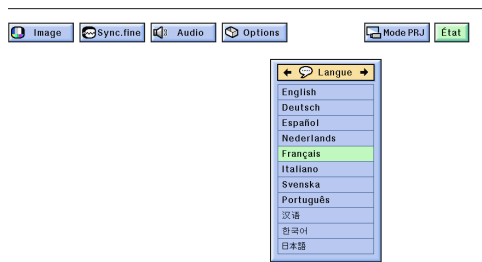 Image Sync.fine Audio Options Mode PRJ État
Langue
English
Deutsch
Español
Nederlands
Français
Italiano
Svenska
Português
汉语
한국어
日本語